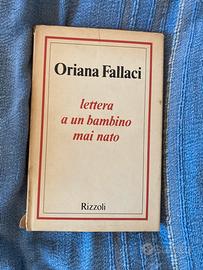 Oriana Fallaci
lettera
a un bambino
mai nato
Rizzoli